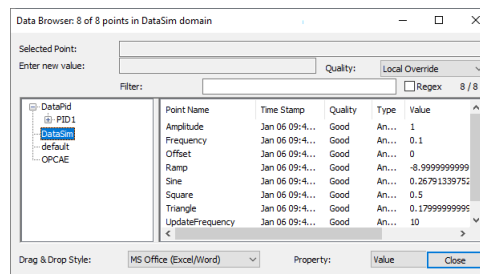 Data Browser: 8 of 8 points in DataSim domain
Selected Point:
Enter new value: Quality: Local Override
Filter: Regex 8 / 8
DataPid
PID1
DataSim
default
OPCAE
Point Name Time Stamp Quality Type Value
Amplitude Jan 06 09:4... Good An... 1
Frequency Jan 06 09:4... Good An... 0.1
Offset Jan 06 09:4... Good An... 0
Ramp Jan 06 09:4... Good An... -8.9999999999
Sine Jan 06 09:4... Good An... 0.26791339752
Square Jan 06 09:4... Good An... 0.5
Triangle Jan 06 09:4... Good An... 0.17999999999
UpdateFrequency Jan 06 09:4... Good An... 10
Drag & Drop Style: MS Office (Excel/Word) Property: Value Close